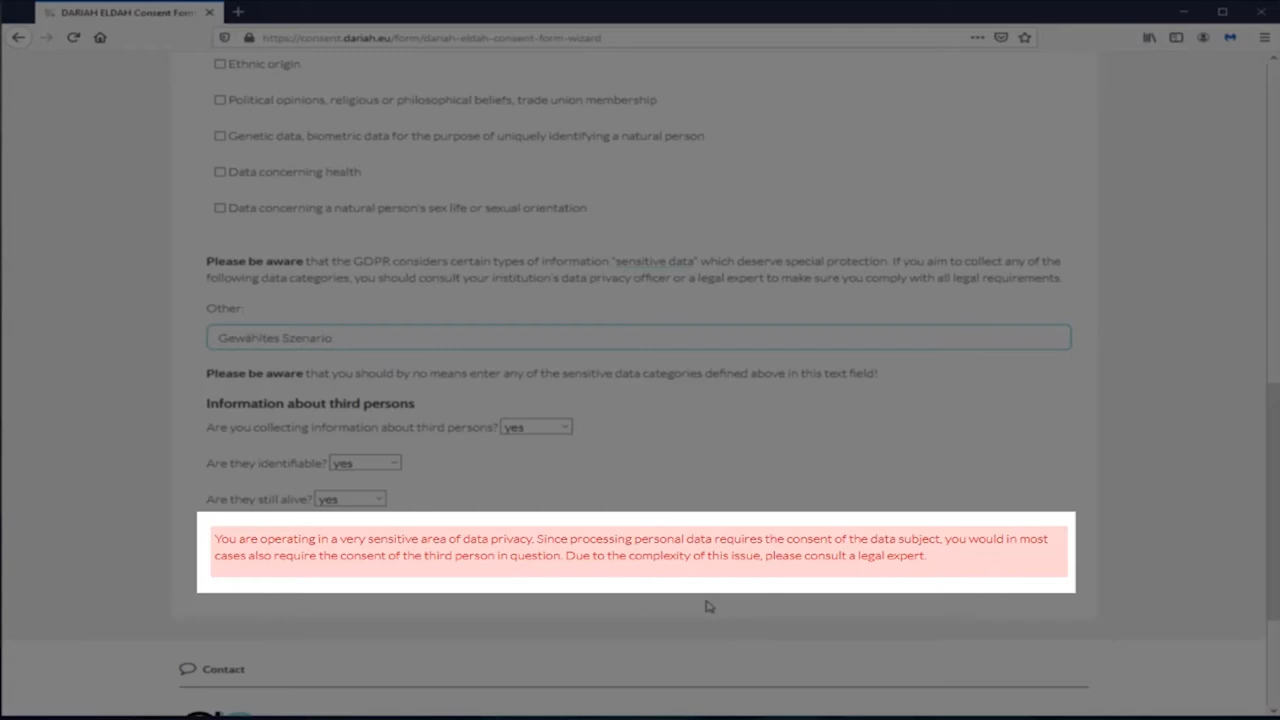 DARIAH ELDAH Consent Form
https://consent.dariah.eu/form/dariah-eldah-consent-form-wizard
Ethnic origin
Political opinions, religious or philosophical beliefs, trade union membership
Genetic data, biometric data for the purpose of uniquely identifying a natural person
Data concerning health
Data concerning a natural person's sex life or sexual orientation
Please be aware that the GDPR considers certain types of information "sensitive data" which deserve special protection. If you aim to collect any of the
following data categories, you should consult your institution's data privacy officer or a legal expert to make sure you comply with all legal requirements.
Other:
Gewähltes Szenario
Please be aware that you should by no means enter any of the sensitive data categories defined above in this text field!
Information about third persons
Are you collecting information about third persons? yes
Are they identifiable? yes
Are they still alive? yes
You are operating in a very sensitive area of data privacy. Since processing personal data requires the consent of the data subject, you would in most
cases also require the consent of the third person in question. Due to the complexity of this issue, please consult a legal expert.
Contact